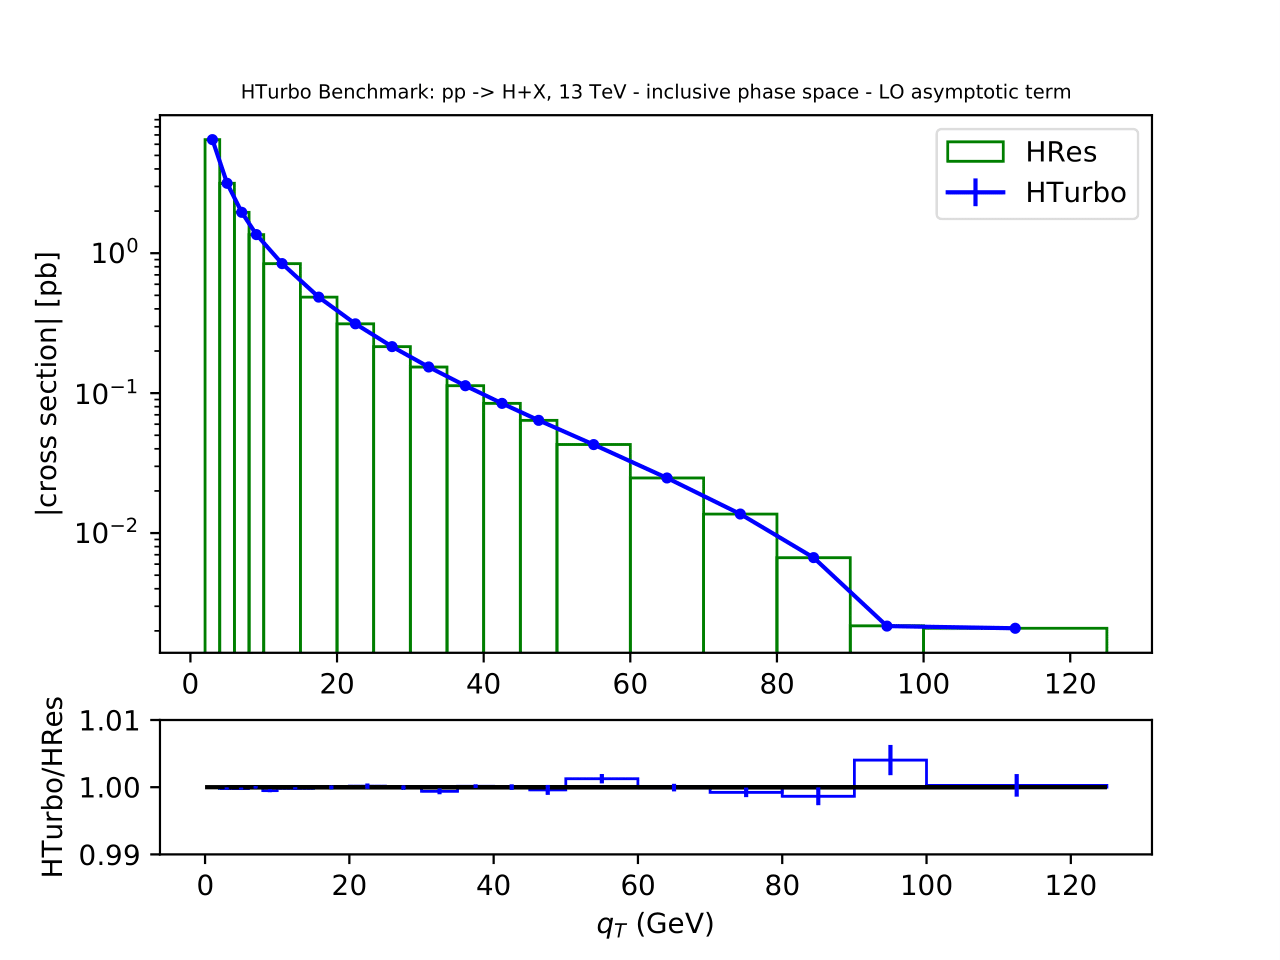 HTurbo Benchmark: pp -> H+X, 13 TeV - inclusive phase space - LO asymptotic term
HRes
HTurbo
|cross section| [pb]
10⁰
10⁻¹
10⁻²
0 20 40 60 80 100 120
HTurbo/HRes
1.01
1.00
0.99
0 20 40 60 80 100 120
q_T (GeV)